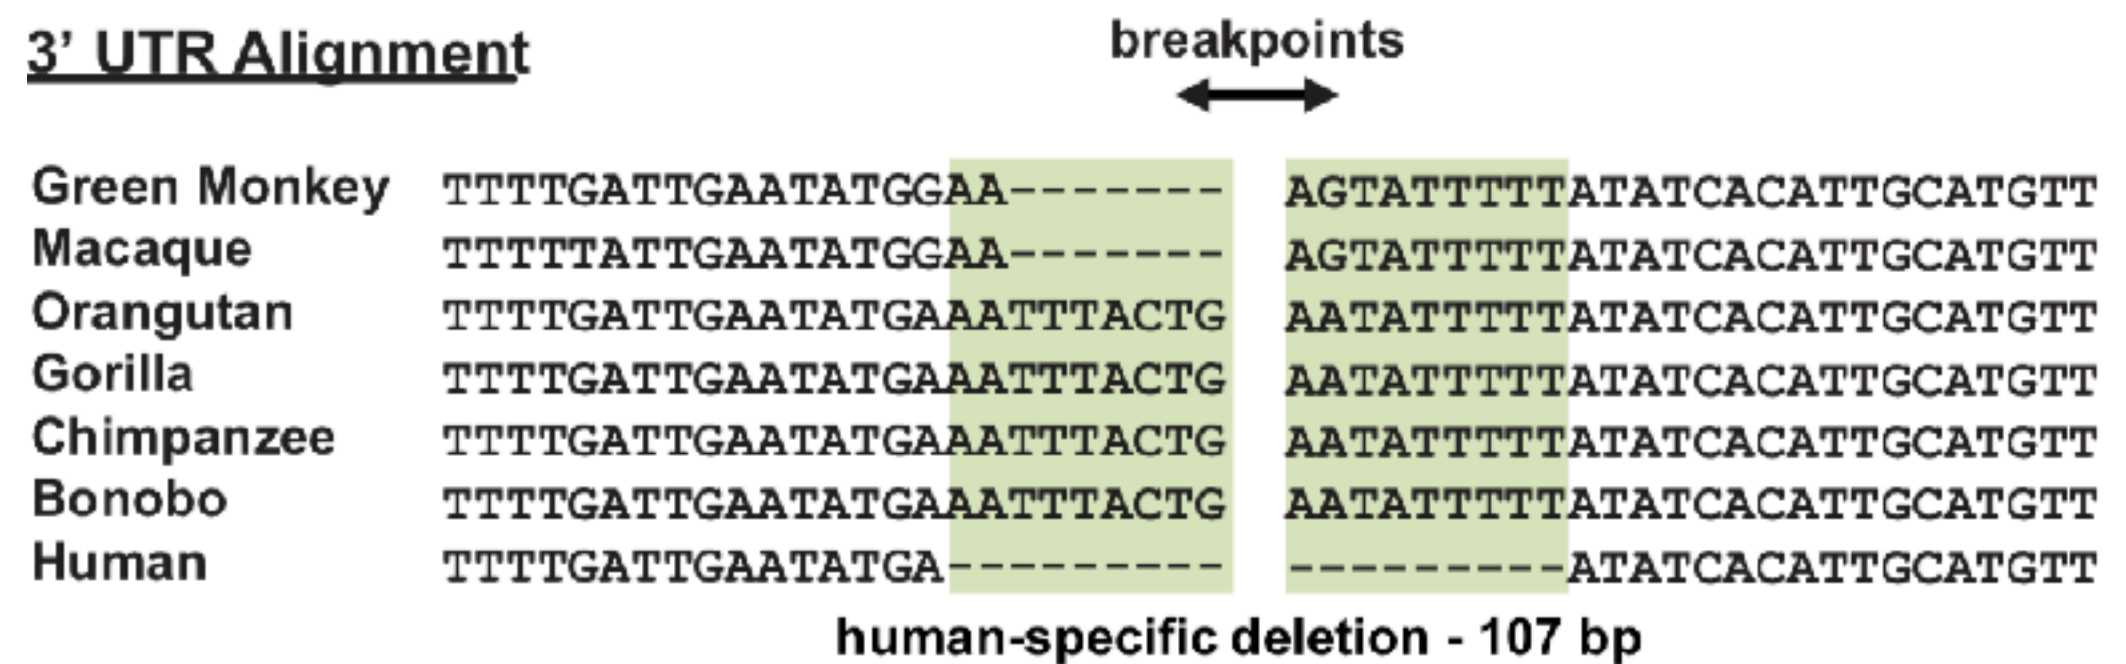 3' UTR Alignment
breakpoints
Green Monkey TTTTGATTGAATATGGAA------- AGTATTTTTATATCACATTGCATGTT
Macaque TTTTTATTGAATATGGAA------- AGTATTTTTATATCACATTGCATGTT
Orangutan TTTTGATTGAATATGAAATTTACTG AATATTTTTATATCACATTGCATGTT
Gorilla TTTTGATTGAATATGAAATTTACTG AATATTTTTATATCACATTGCATGTT
Chimpanzee TTTTGATTGAATATGAAATTTACTG AATATTTTTATATCACATTGCATGTT
Bonobo TTTTGATTGAATATGAAATTTACTG AATATTTTTATATCACATTGCATGTT
Human TTTTGATTGAATATGA--------- ---------ATATCACATTGCATGTT
human-specific deletion - 107 bp